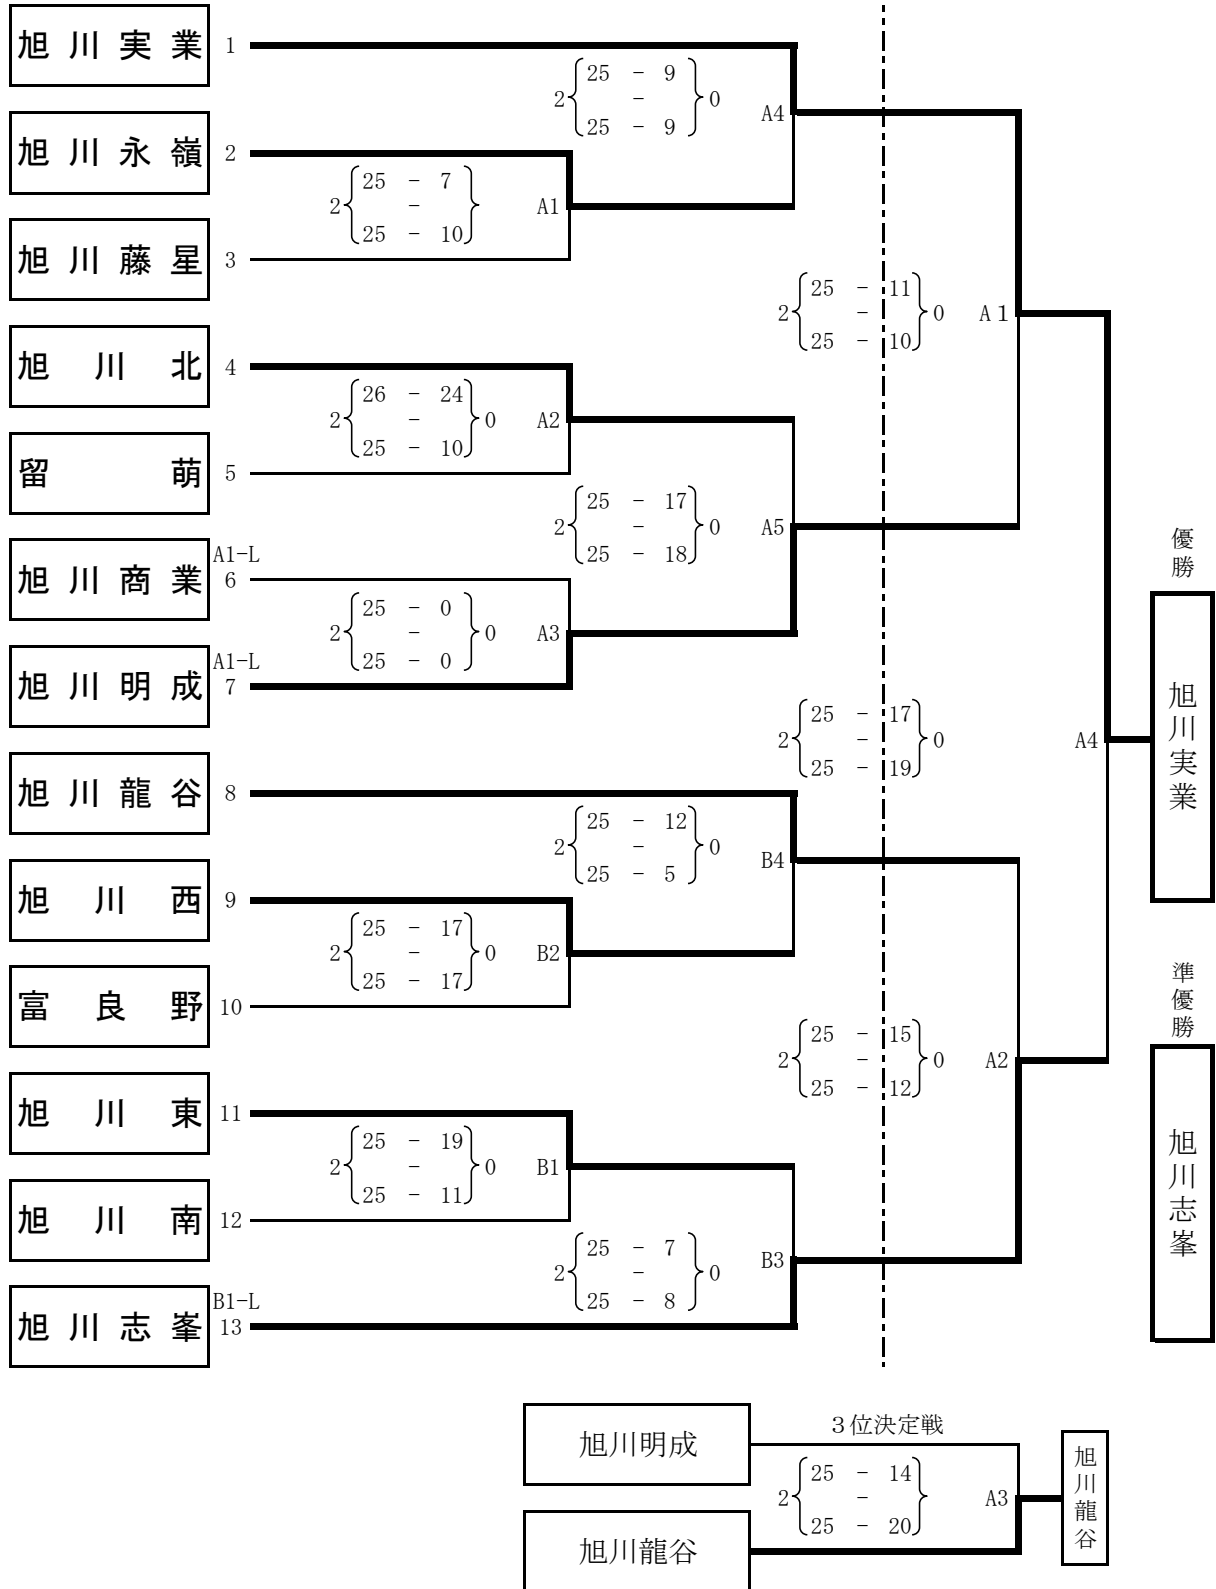 旭川実業 1
25 - 9
2 - 0 A4
25 - 9
旭川永嶺 2
25 - 7
2 - A1
25 - 10
旭川藤星 3
25 - 11
2 - 0 A１
25 - 10
旭川北 4
26 - 24
2 - 0 A2
25 - 10
留萌 5
25 - 17
2 - 0 A5
25 - 18
A1-L
旭川商業 6
25 - 0
2 - 0 A3
25 - 0
A1-L
旭川明成 7
25 - 17
2 - 0 A4
25 - 19
優勝
旭川実業
旭川龍谷 8
25 - 12
2 - 0 B4
25 - 5
旭川西 9
25 - 17
2 - 0 B2
25 - 17
富良野 10
25 - 15
2 - 0 A2
25 - 12
準優勝
旭川志峯
旭川東 11
25 - 19
2 - 0 B1
25 - 11
旭川南 12
25 - 7
2 - 0 B3
25 - 8
B1-L
旭川志峯 13
３位決定戦
旭川明成
25 - 14
2 - A3
25 - 20
旭川龍谷
旭川龍谷